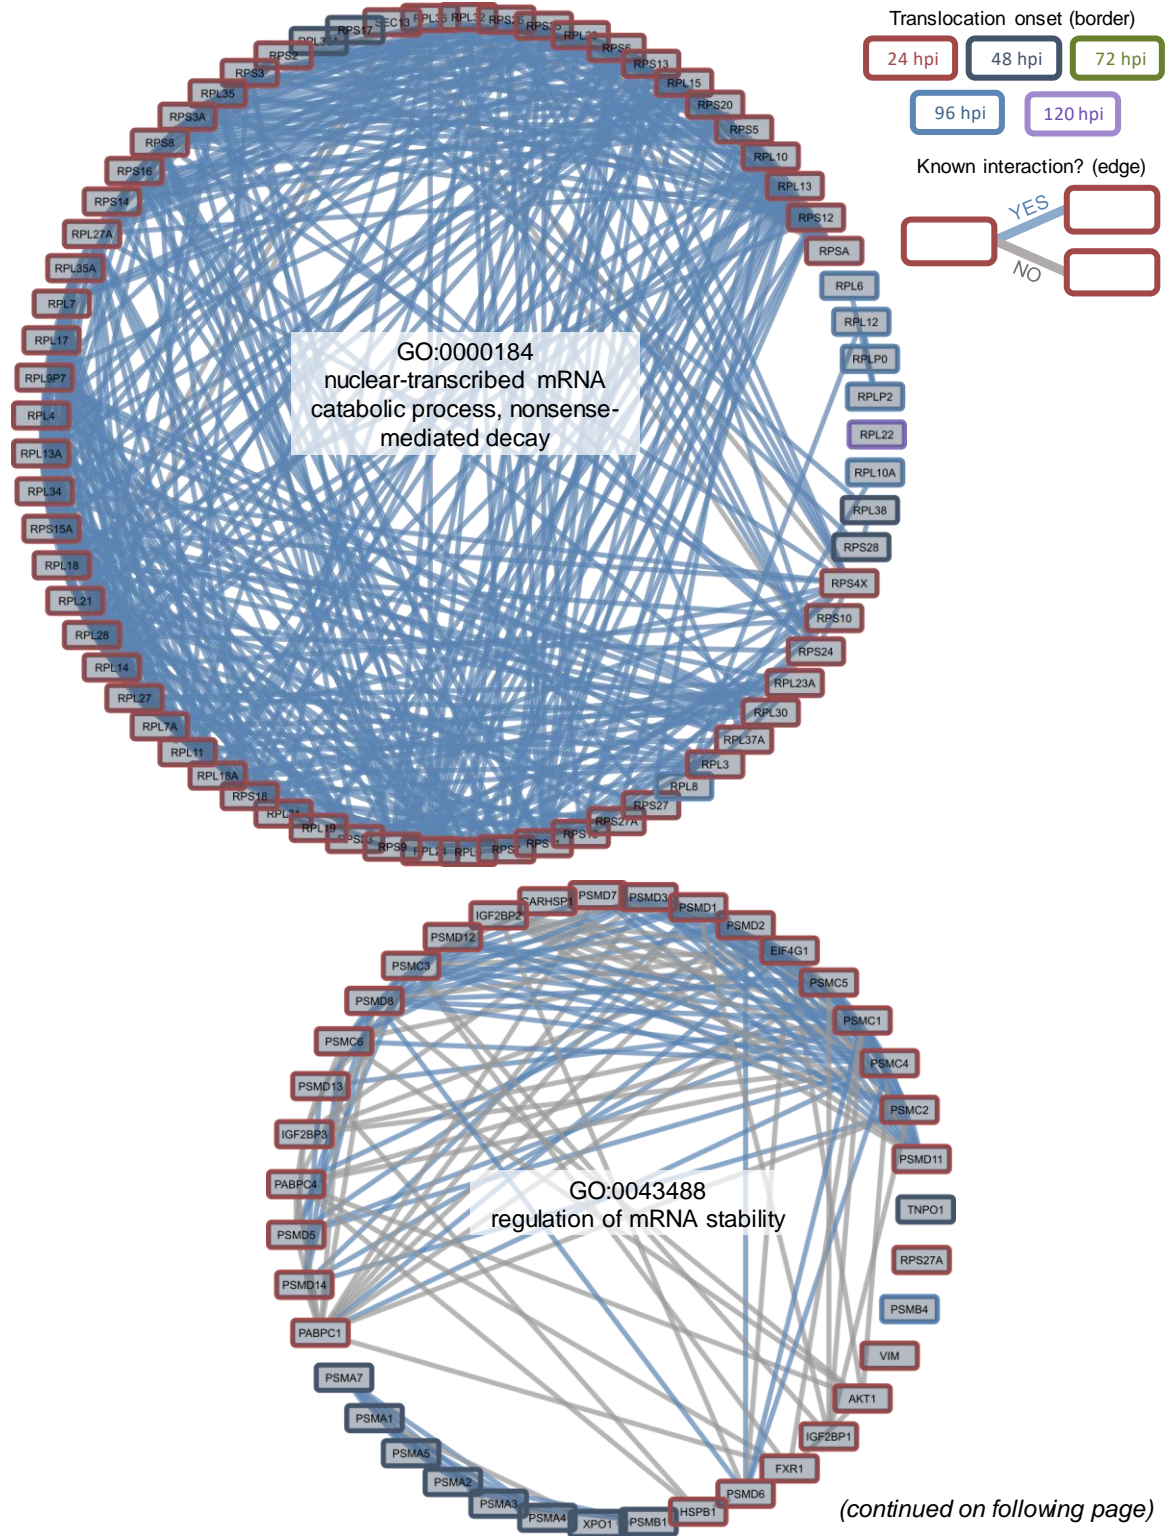 Translocation onset (border)
24 hpi
48 hpi
72 hpi
96 hpi
120 hpi
Known interaction? (edge)
YES
NO
SEC13
RPL32
RPS6
RPS13
RPL15
RPS20
RPS5
RPL10
RPL13
RPS12
RPSA
RPL6
RPL12
RPLP0
RPLP2
RPL22
RPL10A
RPL38
RPS28
RPS4X
RPS10
RPS24
RPL23A
RPL30
RPL37A
RPL3
RPL8
RPS27
RPS27A
RPS9
RPL19
RPS18
RPL18A
RPL11
RPL7A
RPL27
RPL14
RPL28
RPL21
RPL18
RPS15A
RPL34
RPL13A
RPL4
RPL9P7
RPL17
RPL7
RPL35A
RPL27A
RPS14
RPS16
RPS8
RPS3A
RPL35
RPS3
RPS2
RPS17
GO:0000184
nuclear-transcribed mRNA
catabolic process, nonsense-
mediated decay
CARHSP1
PSMD7
PSMD3
PSMD1
PSMD2
EIF4G1
PSMC5
PSMC1
PSMC4
PSMC2
PSMD11
TNPO1
RPS27A
PSMB4
VIM
AKT1
IGF2BP1
FXR1
PSMD6
HSPB1
PSMB1
XPO1
PSMA4
PSMA3
PSMA2
PSMA5
PSMA1
PSMA7
PABPC1
PSMD14
PSMD5
PABPC4
IGF2BP3
PSMD13
PSMC6
PSMD8
PSMC3
PSMD12
IGF2BP2
GO:0043488
regulation of mRNA stability
(continued on following page)